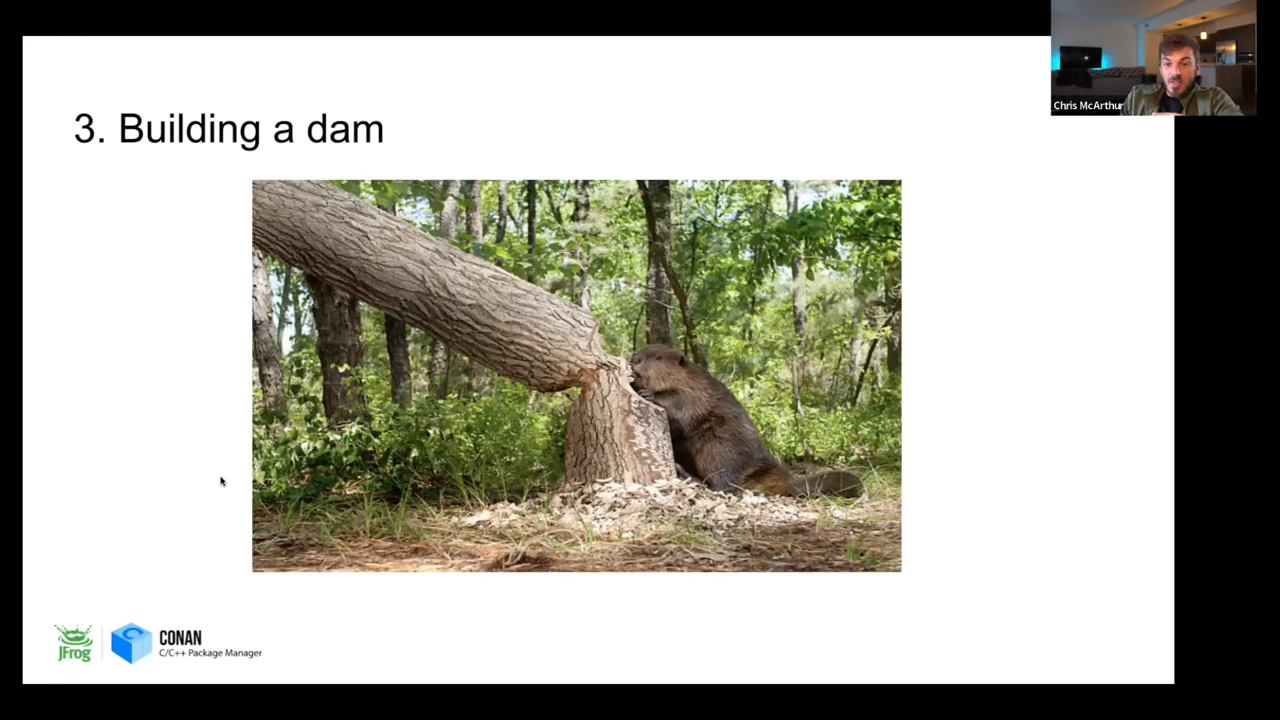 3. Building a dam
Chris McArthur
JFrog
CONAN
C/C++ Package Manager